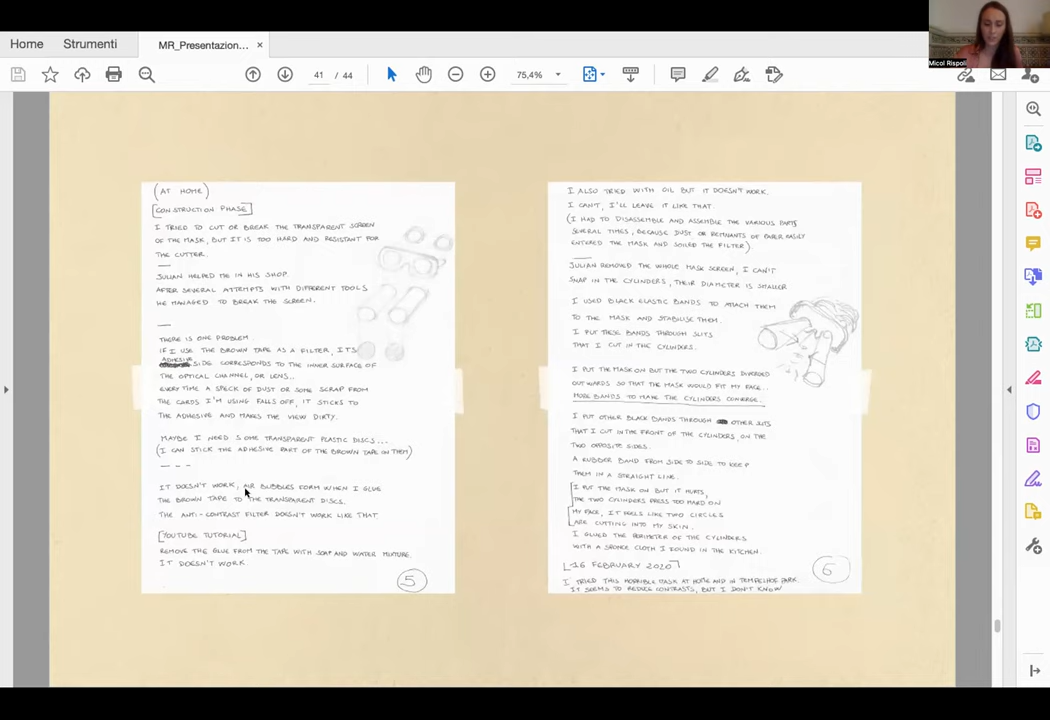 Home
Strumenti
MR_Presentazion...
×
41 / 44
75,4%
Micol Rispoli
(AT HOME)
[CONSTRUCTION PHASE]
I TRIED TO CUT OR BREAK THE TRANSPARENT SCREEN
OF THE MASK, BUT IT IS TOO HARD AND RESISTANT FOR
THE CUTTER.
JULIAN HELPED ME IN HIS SHOP.
AFTER SEVERAL ATTEMPTS WITH DIFFERENT TOOLS
HE MANAGED TO BREAK THE SCREEN.
THERE IS ONE PROBLEM.
IF I USE THE BROWN TAPE AS A FILTER, ITS
ADHESIVE SIDE CORRESPONDS TO THE INNER SURFACE OF
THE OPTICAL CHANNEL, OR LENS..
EVERY TIME A SPECK OF DUST OR SOME SCRAP FROM
THE CARDS I'M USING FALLS OFF, IT STICKS TO
THE ADHESIVE AND MAKES THE VIEW DIRTY.
MAYBE I NEED SOME TRANSPARENT PLASTIC DISCS...
(I CAN STICK THE ADHESIVE PART OF THE BROWN TAPE ON THEM)
IT DOESN'T WORK, AIR BUBBLES FORM WHEN I GLUE
THE BROWN TAPE TO THE TRANSPARENT DISCS.
THE ANTI-CONTRAST FILTER DOESN'T WORK LIKE THAT
[YOUTUBE TUTORIAL]
REMOVE THE GLUE FROM THE TAPE WITH SOAP AND WATER MIXTURE.
IT DOESN'T WORK.
5
I ALSO TRIED WITH OIL BUT IT DOESN'T WORK.
I CAN'T, I'LL LEAVE IT LIKE THAT
(I HAD TO DISASSEMBLE AND ASSEMBLE THE VARIOUS PARTS
SEVERAL TIMES, BECAUSE DUST OR REMNANTS OF PAPER EASILY
ENTERED THE MASK AND SOILED THE FILTER).
JULIAN REMOVED THE WHOLE MASK SCREEN, I CAN'T
SNAP IN THE CYLINDERS, THEIR DIAMETER IS SMALLER
I USED BLACK ELASTIC BANDS TO ATTACH THEM
TO THE MASK AND STABILISE THEM.
I PUT THESE BANDS THROUGH SLITS
THAT I CUT IN THE CYLINDERS.
I PUT THE MASK ON BUT THE TWO CYLINDERS DIVERGED
OUTWARDS SO THAT THE MASK WOULD FIT MY FACE..
MORE BANDS TO MAKE THE CYLINDERS CONVERGE.
I PUT OTHER BLACK BANDS THROUGH OTHER SLITS
THAT I CUT IN THE FRONT OF THE CYLINDERS, ON THE
TWO OPPOSITE SIDES.
A RUBBER BAND FROM SIDE TO SIDE TO KEEP
THEM IN A STRAIGHT LINE.
I PUT THE MASK ON BUT IT HURTS,
THE TWO CYLINDERS PRESS TOO HARD ON
MY FACE, IT FEELS LIKE TWO CIRCLES
ARE CUTTING INTO MY SKIN.
I GLUED THE PERIMETER OF THE CYLINDERS
WITH A SPONGE CLOTH I FOUND IN THE KITCHEN.
[16 FEBRUARY 2020]
I TRIED THIS HORRIBLE MASK AT HOME AND IN TEMPELHOF PARK.
IT SEEMS TO REDUCE CONTRASTS, BUT I DON'T KNOW
6